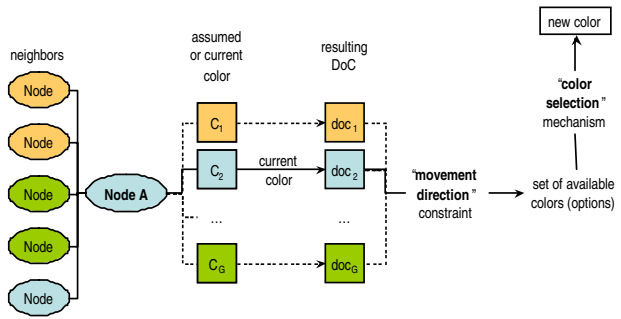 new color
assumed
or current
color
resulting
DoC
neighbors
Node
Node
Node
Node
Node
Node A
C1
C2
...
CG
current
color
doc1
doc2
...
docG
"movement
direction"
constraint
"color
selection"
mechanism
set of available
colors (options)